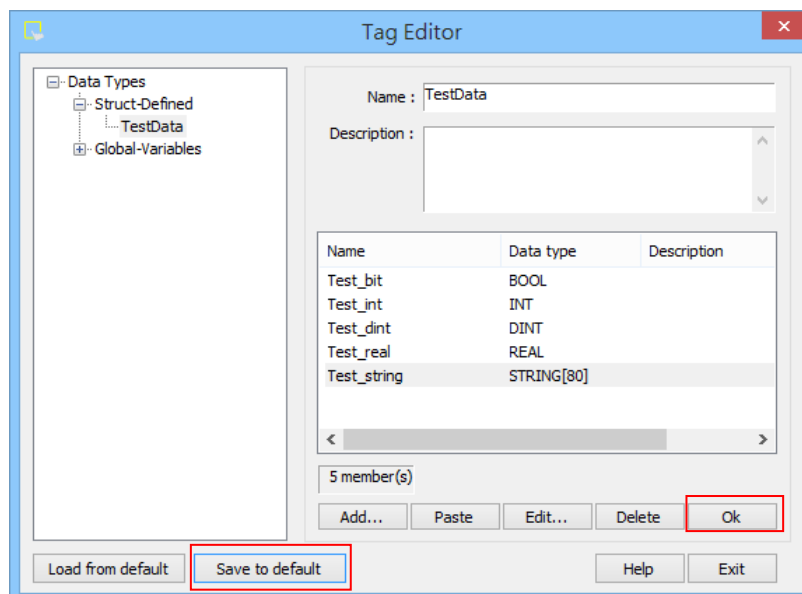 Tag Editor
Data Types
Struct-Defined
TestData
Global-Variables
Name : TestData
Description :
Name Data type Description
Test_bit BOOL
Test_int INT
Test_dint DINT
Test_real REAL
Test_string STRING[80]
5 member(s)
Add... Paste Edit... Delete Ok
Load from default Save to default Help Exit